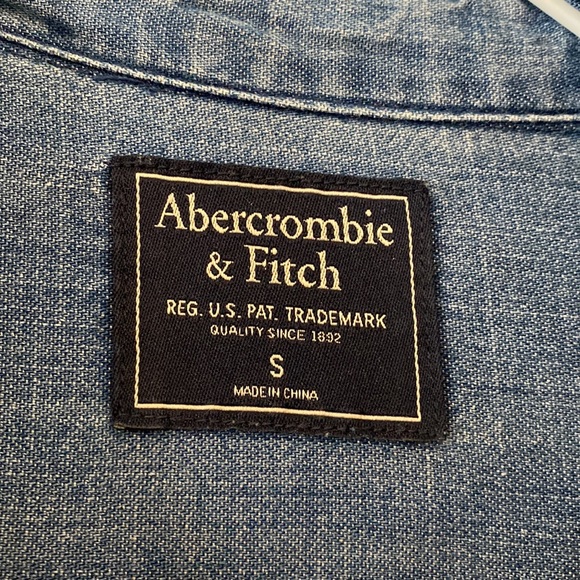 Abercrombie
& Fitch
REG. U.S. PAT. TRADEMARK
QUALITY SINCE 1892
S
MADE IN CHINA